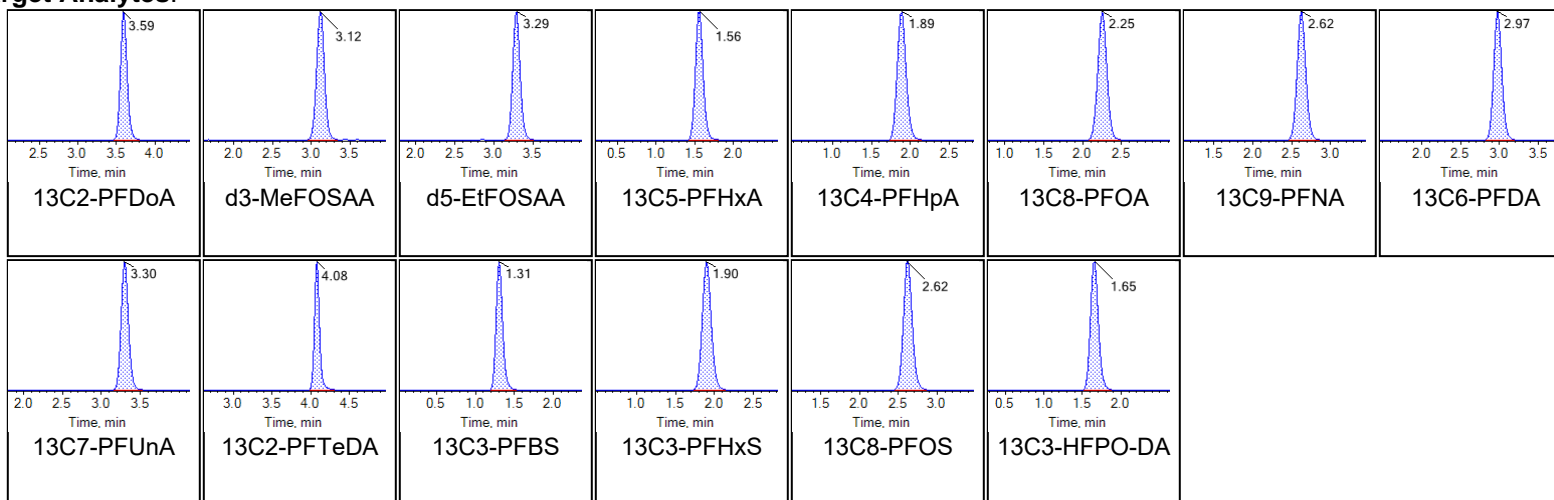 rget Analytes:
3.59 3.12 3.29 1.56 1.89 2.25 2.62 2.97
2.5 3.0 3.5 4.0 2.0 2.5 3.0 3.5 2.0 2.5 3.0 3.5 0.5 1.0 1.5 2.0 1.0 1.5 2.0 2.5 1.0 1.5 2.0 2.5 1.5 2.0 2.5 3.0 2.0 2.5 3.0 3.5
Time, min Time, min Time, min Time, min Time, min Time, min Time, min Time, min
13C2-PFDoA d3-MeFOSAA d5-EtFOSAA 13C5-PFHxA 13C4-PFHpA 13C8-PFOA 13C9-PFNA 13C6-PFDA
3.30 4.08 1.31 1.90 2.62 1.65
2.0 2.5 3.0 3.5 3.0 3.5 4.0 4.5 0.5 1.0 1.5 2.0 1.0 1.5 2.0 2.5 1.5 2.0 2.5 3.0 0.5 1.0 1.5 2.0
Time, min Time, min Time, min Time, min Time, min Time, min
13C7-PFUnA 13C2-PFTeDA 13C3-PFBS 13C3-PFHxS 13C8-PFOS 13C3-HFPO-DA